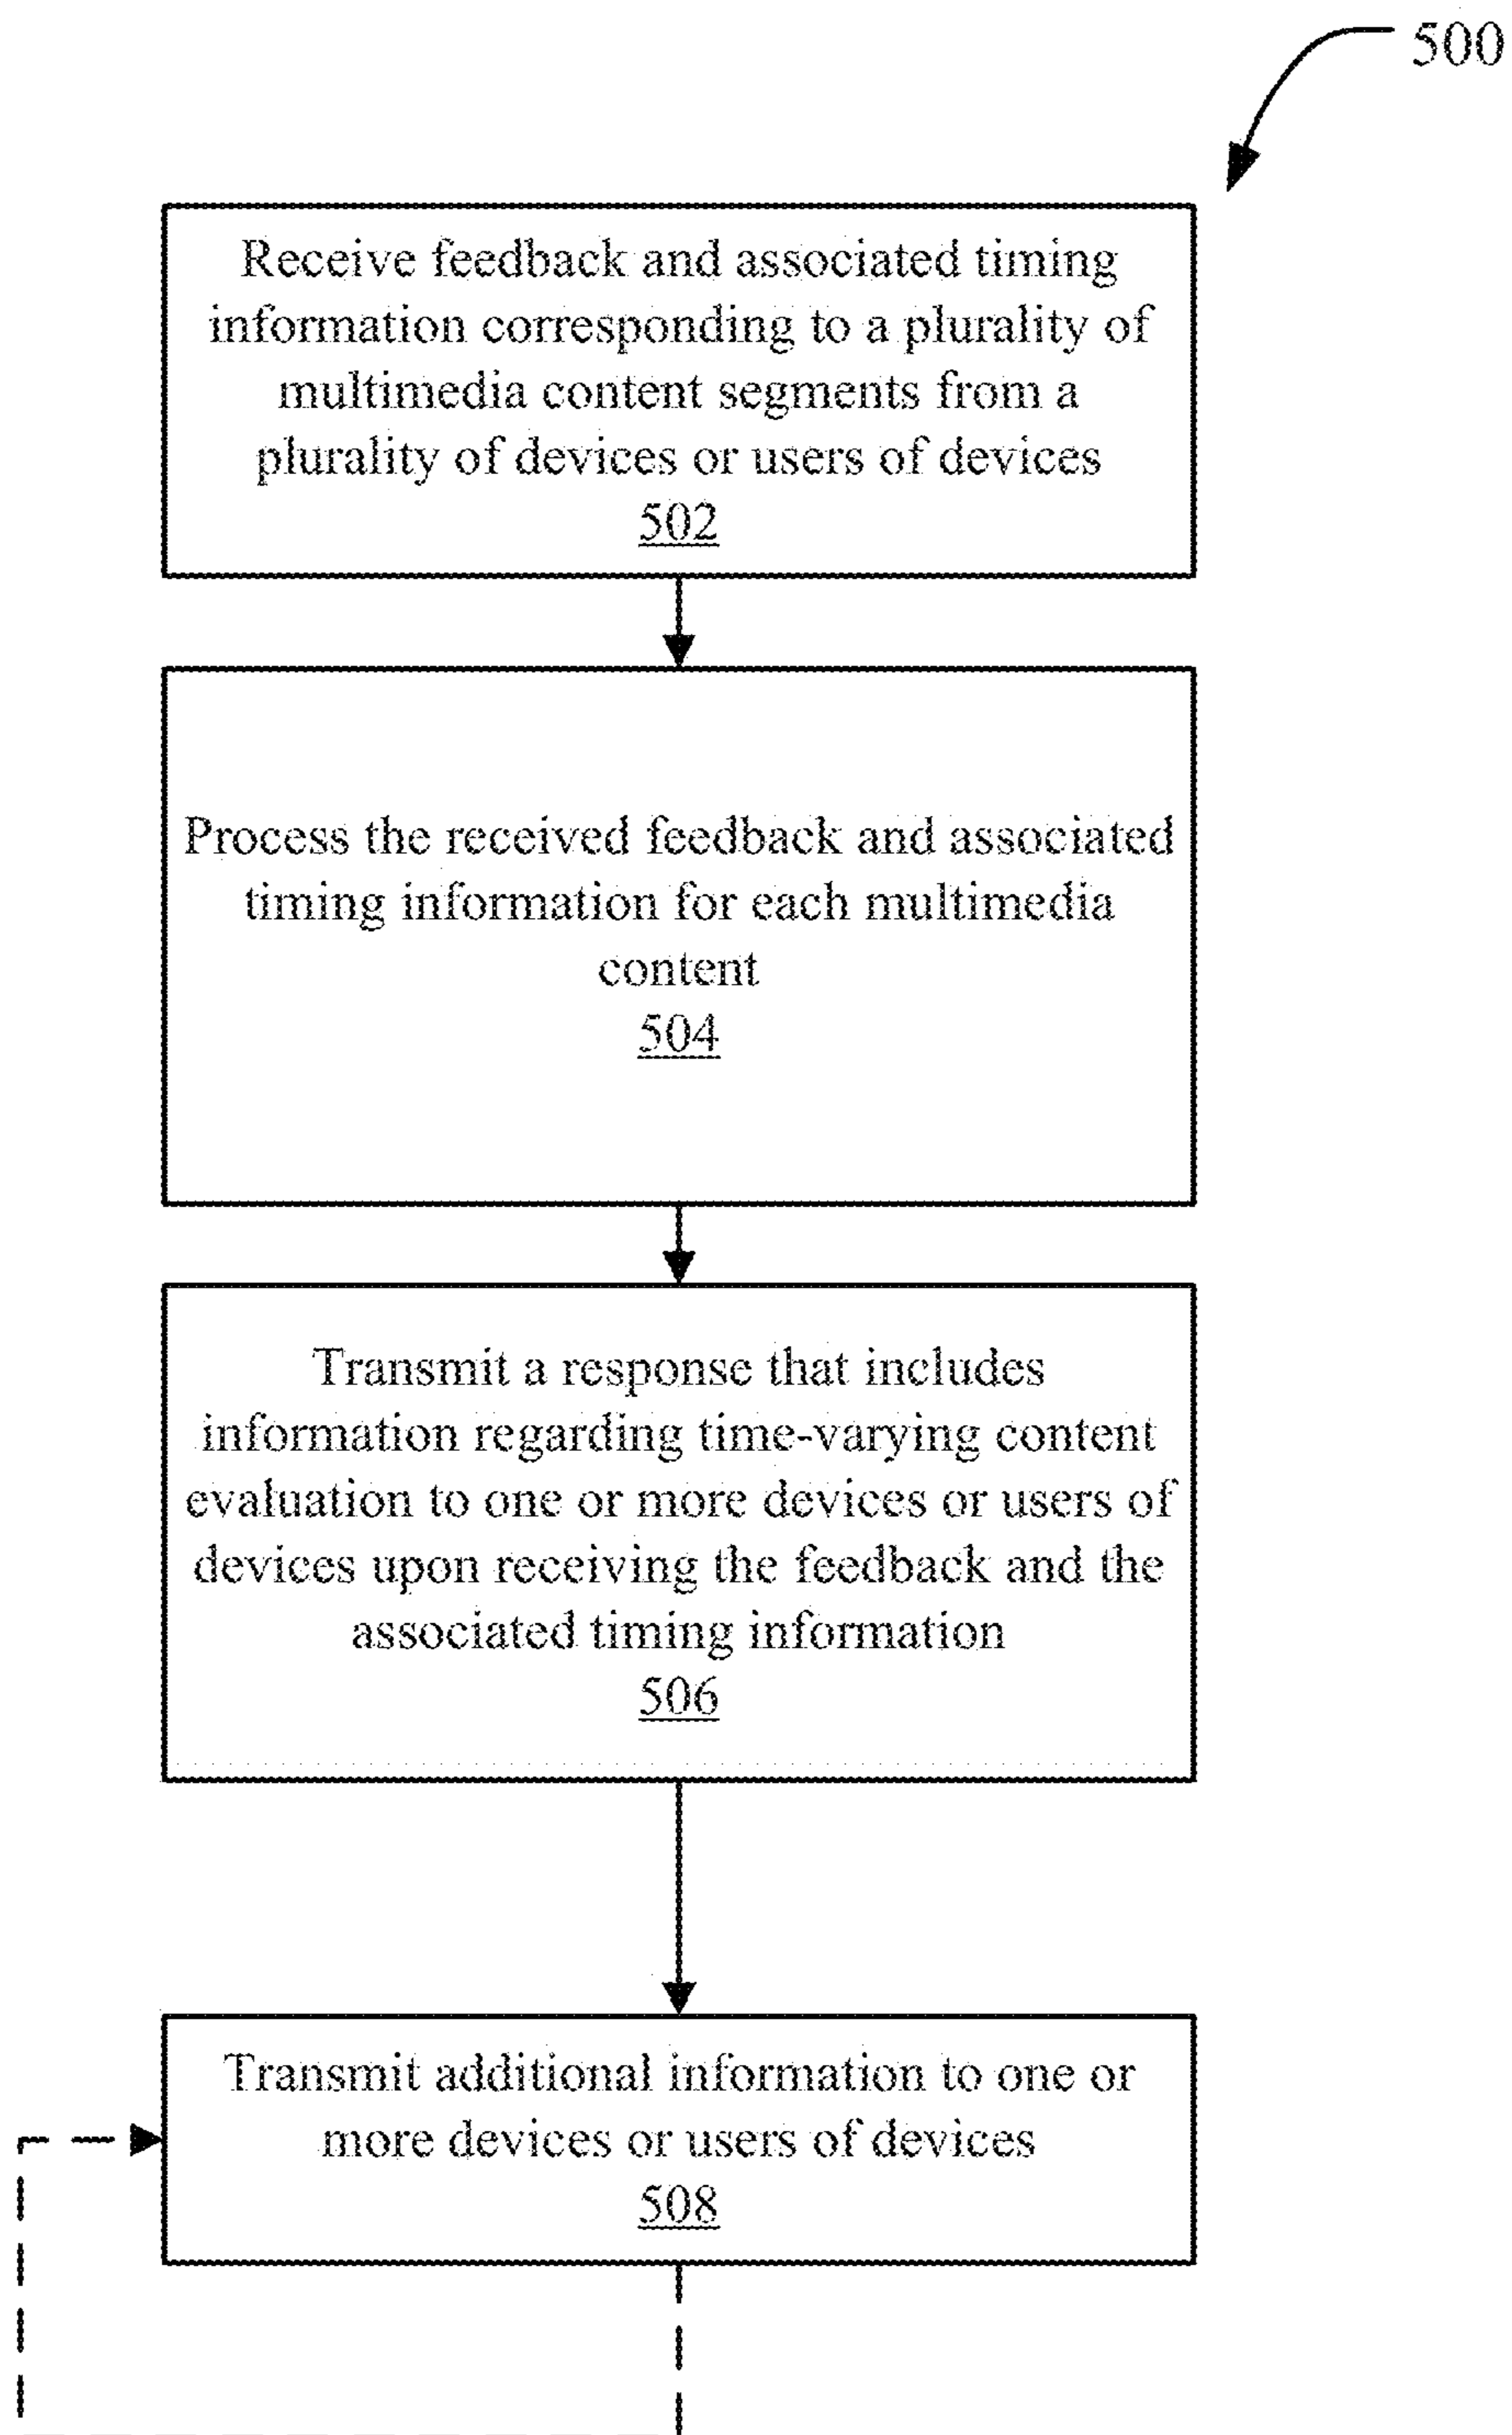 500
Receive feedback and associated timing
information corresponding to a plurality of
multimedia content segments from a
plurality of devices or users of devices
502
Process the received feedback and associated
timing information for each multimedia
content
504
Transmit a response that includes
information regarding time-varying content
evaluation to one or more devices or users of
devices upon receiving the feedback and the
associated timing information
506
Transmit additional information to one or
more devices or users of devices
508